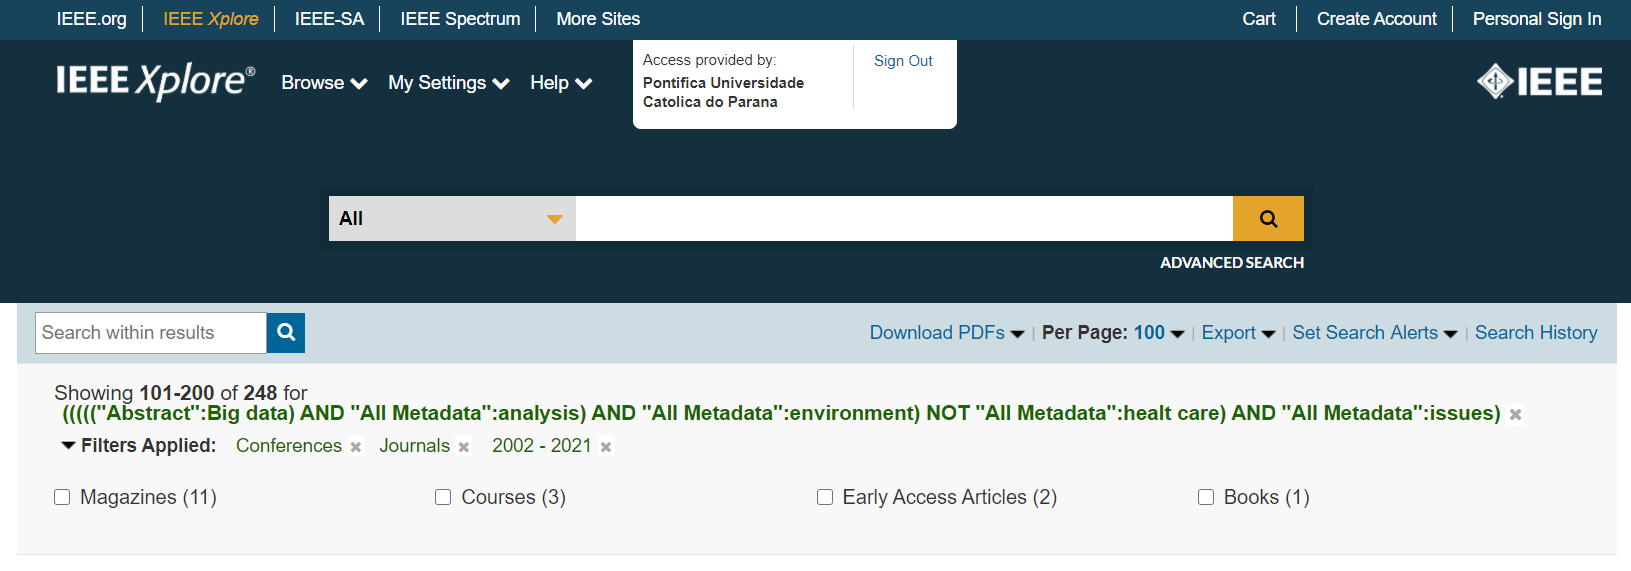 IEEE.org IEEE Xplore IEEE-SA IEEE Spectrum More Sites Cart Create Account Personal Sign In
IEEE Xplore® Browse My Settings Help
Access provided by:
Pontifica Universidade
Catolica do Parana
Sign Out
IEEE
All
ADVANCED SEARCH
Search within results
Download PDFs | Per Page: 100 | Export | Set Search Alerts | Search History
Showing 101-200 of 248 for
((((("Abstract":Big data) AND "All Metadata":analysis) AND "All Metadata":environment) NOT "All Metadata":healt care) AND "All Metadata":issues) ×
Filters Applied: Conferences × Journals × 2002 - 2021 ×
Magazines (11) Courses (3) Early Access Articles (2) Books (1)